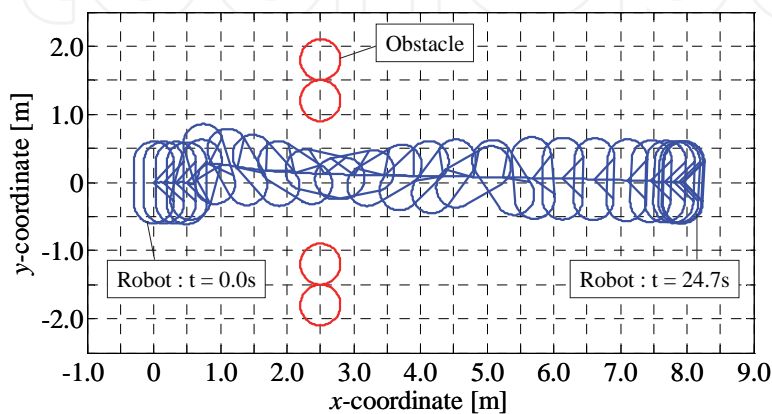 2.0
Obstacle
1.0
0
-1.0
Robot : t = 0.0s
Robot : t = 24.7s
-2.0
y-coordinate [m]
-1.0 0 1.0 2.0 3.0 4.0 5.0 6.0 7.0 8.0 9.0
x-coordinate [m]